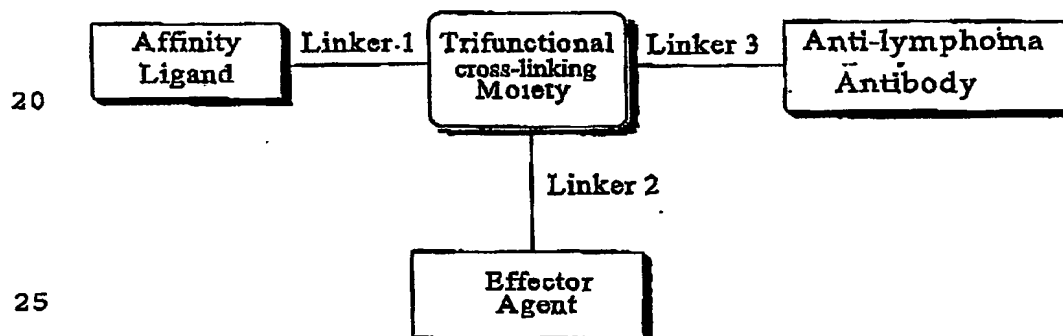 Affinity
Ligand
Linker 1
Trifunctional
cross-linking
Moiety
Linker 3
Anti-lymphoma
Antibody
20
Linker 2
Effector
Agent
25